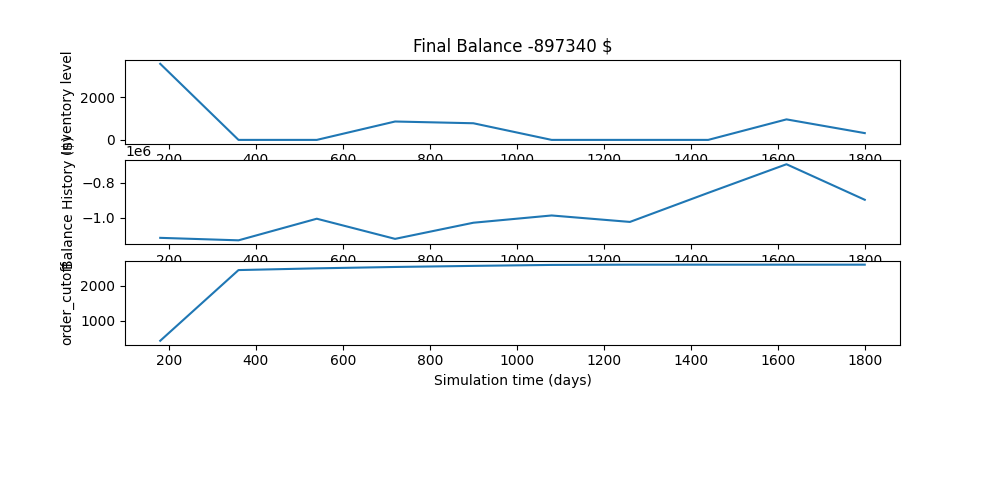 Final Balance -897340 $
Inventory level
2000
0
200 400 600 800 1000 1200 1400 1600 1800
1e6
Balance History ($)
−0.8
−1.0
200 400 600 800 1000 1200 1400 1600 1800
order_cutoff
2000
1000
200 400 600 800 1000 1200 1400 1600 1800
Simulation time (days)